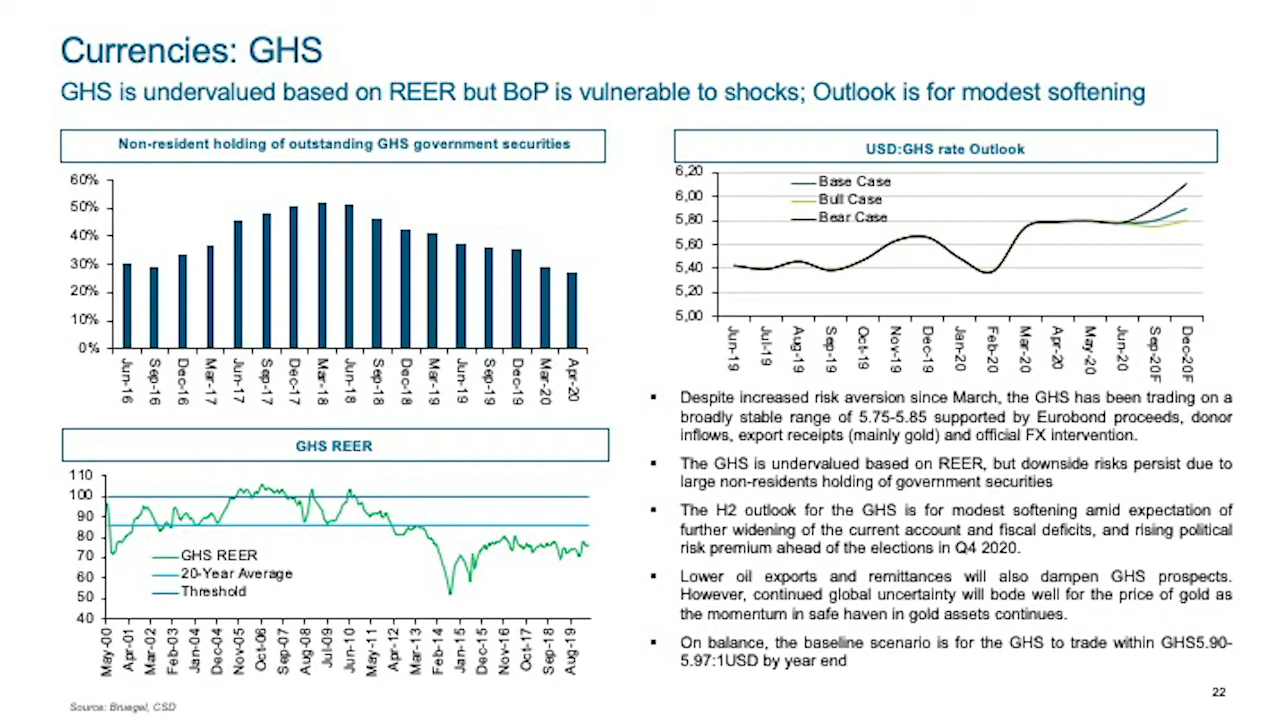 Currencies: GHS
GHS is undervalued based on REER but BoP is vulnerable to shocks; Outlook is for modest softening
Non-resident holding of outstanding GHS government securities
60%
50%
40%
30%
20%
10%
0%
Jun-16
Sep-16
Dec-16
Mar-17
Jun-17
Sep-17
Dec-17
Mar-18
Jun-18
Sep-18
Dec-18
Mar-19
Jun-19
Sep-19
Dec-19
Mar-20
Apr-20
GHS REER
110
100
90
80
70
60
50
40
GHS REER
20-Year Average
Threshold
May-00
Apr-01
Mar-02
Feb-03
Jan-04
Dec-04
Nov-05
Oct-06
Sep-07
Aug-08
Jul-09
Jun-10
May-11
Apr-12
Mar-13
Feb-14
Jan-15
Dec-15
Nov-16
Oct-17
Sep-18
Aug-19
Source: Bruegel, CSD
USD:GHS rate Outlook
6,20
6,00
5,80
5,60
5,40
5,20
5,00
Base Case
Bull Case
Bear Case
Jun-19
Jul-19
Aug-19
Sep-19
Oct-19
Nov-19
Dec-19
Jan-20
Feb-20
Mar-20
Apr-20
May-20
Jun-20
Sep-20F
Dec-20F
▪ Despite increased risk aversion since March, the GHS has been trading on a
broadly stable range of 5.75-5.85 supported by Eurobond proceeds, donor
inflows, export receipts (mainly gold) and official FX intervention.
▪ The GHS is undervalued based on REER, but downside risks persist due to
large non-residents holding of government securities
▪ The H2 outlook for the GHS is for modest softening amid expectation of
further widening of the current account and fiscal deficits, and rising political
risk premium ahead of the elections in Q4 2020.
▪ Lower oil exports and remittances will also dampen GHS prospects.
However, continued global uncertainty will bode well for the price of gold as
the momentum in safe haven in gold assets continues.
▪ On balance, the baseline scenario is for the GHS to trade within GHS5.90-
5.97:1USD by year end
22